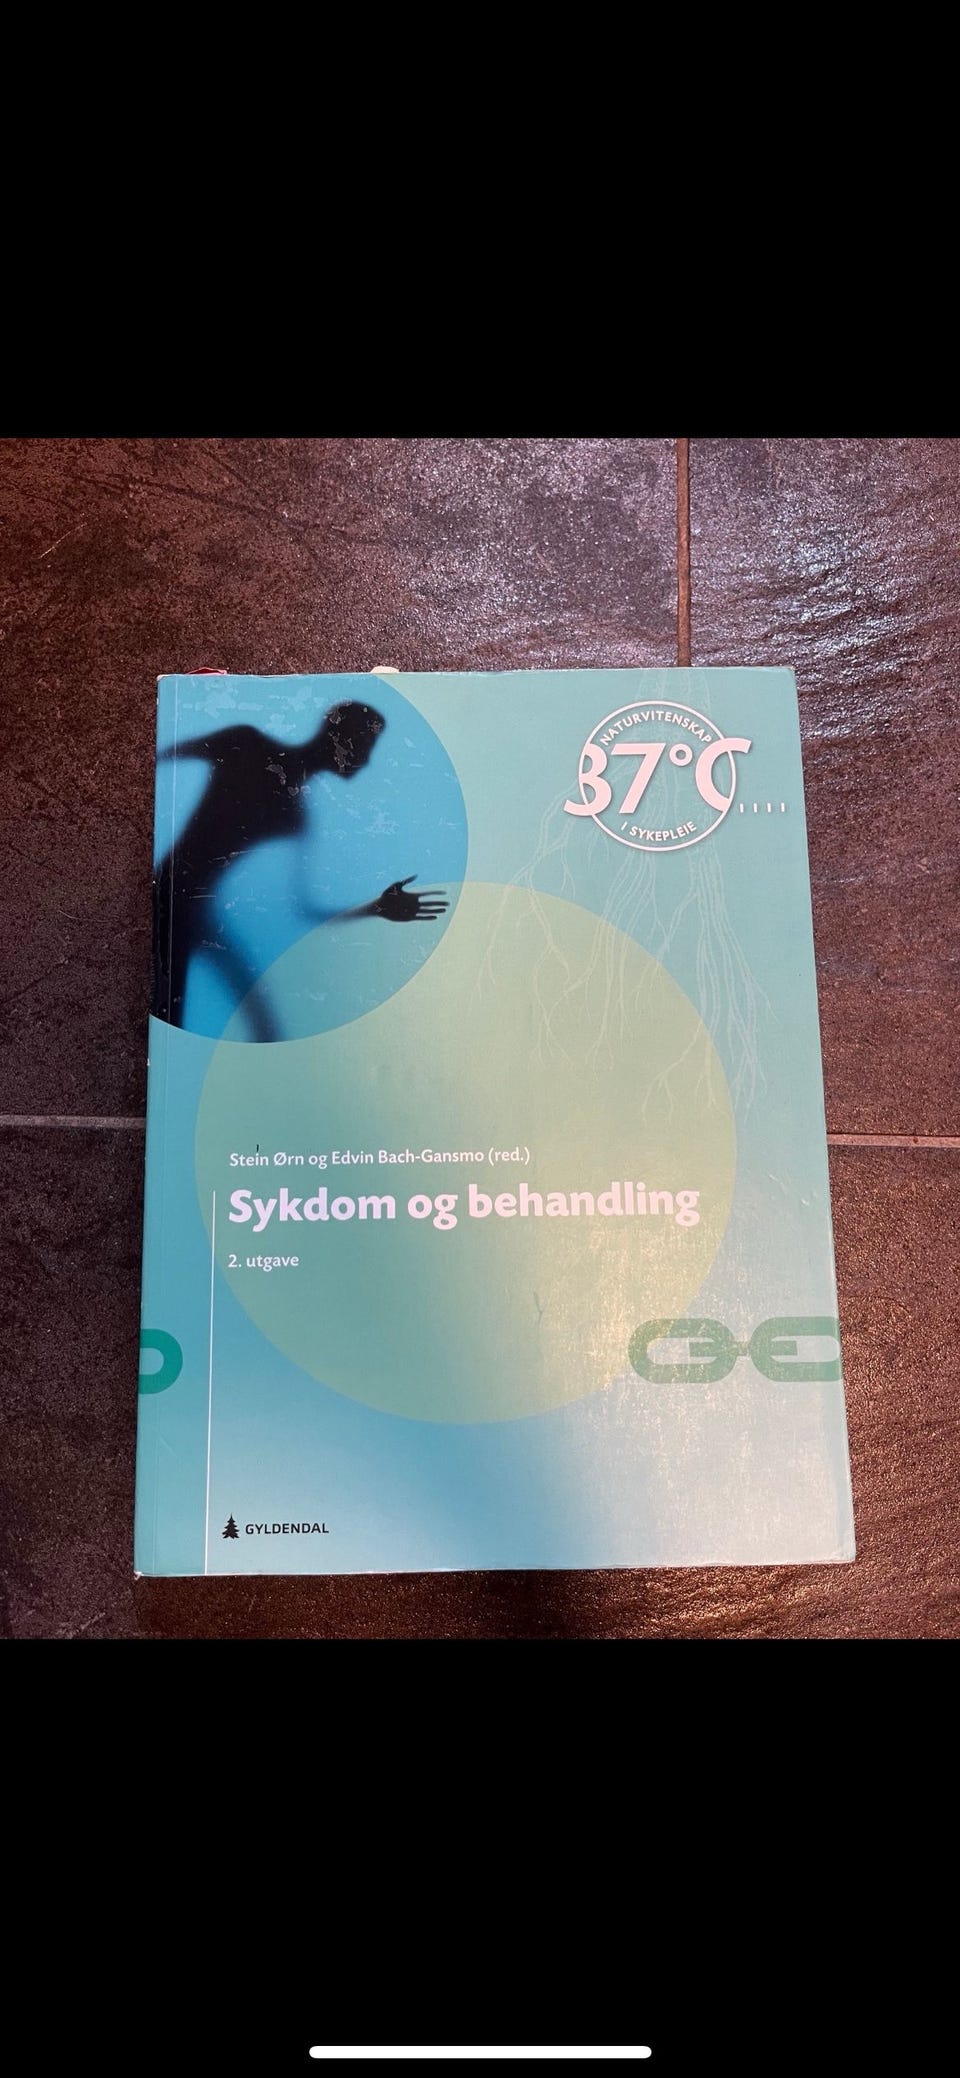 NATURVITENSKAP
37°C
I SYKEPLEIE
Stein Ørn og Edvin Bach-Gansmo (red.)
Sykdom og behandling
2. utgave
GYLDENDAL